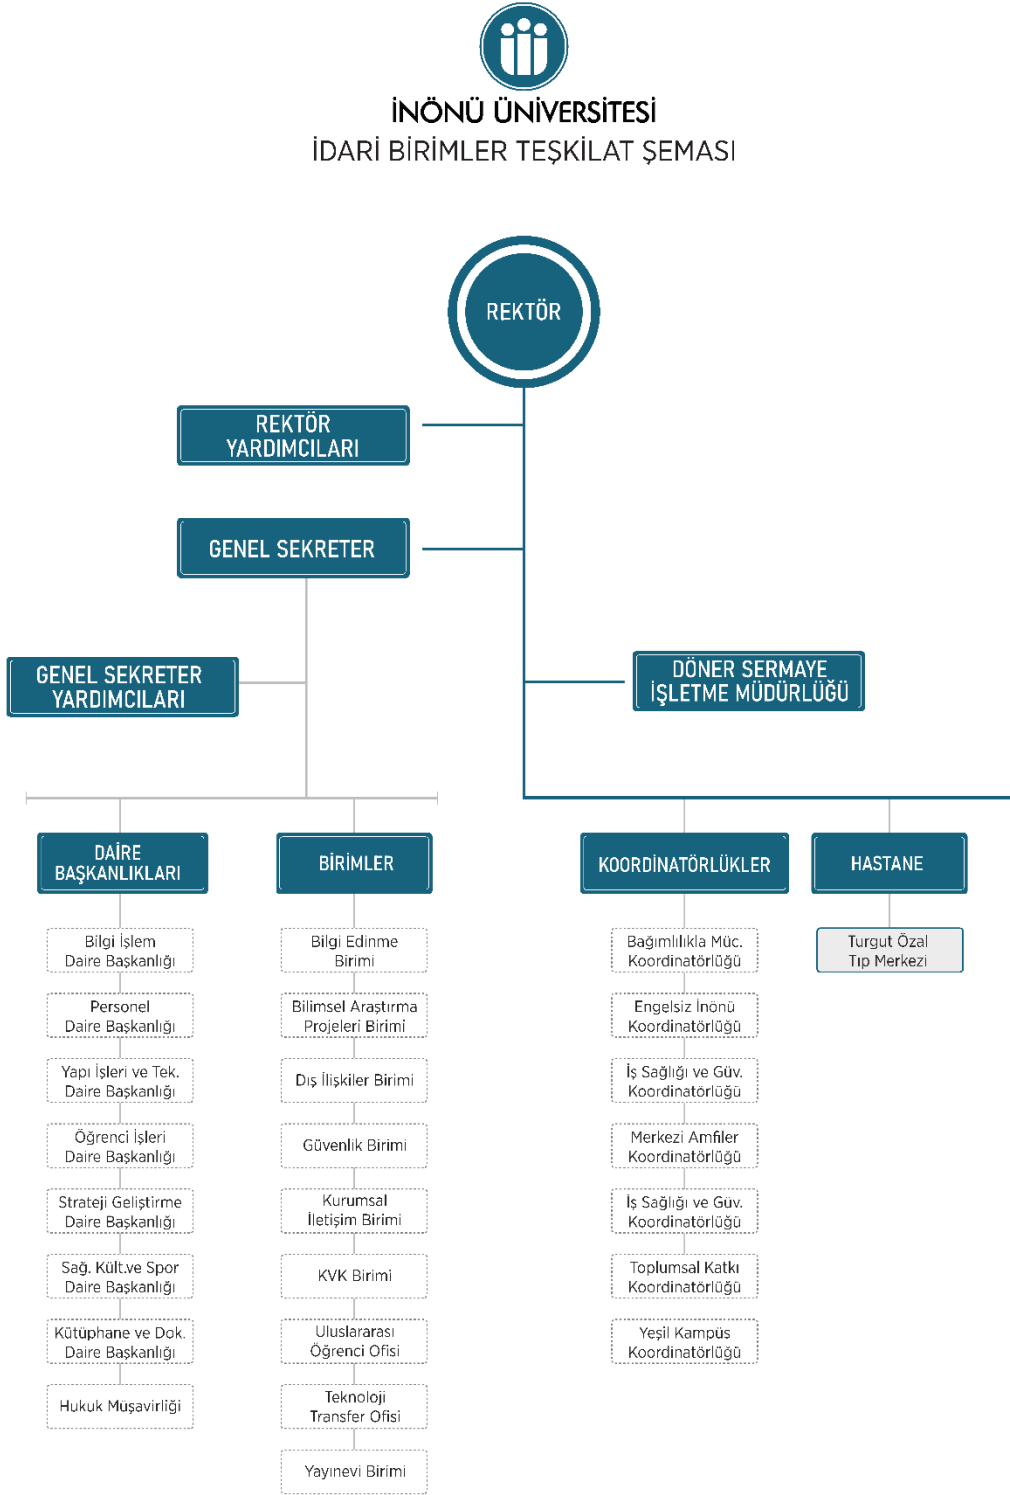 İNÖNÜ ÜNİVERSİTESİ
İDARİ BİRİMLER TEŞKİLAT ŞEMASI
REKTÖR
REKTÖR
YARDIMCILARI
GENEL SEKRETER
GENEL SEKRETER
YARDIMCILARI
DÖNER SERMAYE
İŞLETME MÜDÜRLÜĞÜ
DAİRE
BAŞKANLIKLARI
Bilgi İşlem
Daire Başkanlığı
Personel
Daire Başkanlığı
Yapı İşleri ve Tek.
Daire Başkanlığı
Öğrenci İşleri
Daire Başkanlığı
Strateji Geliştirme
Daire Başkanlığı
Sağ. Kült.ve Spor
Daire Başkanlığı
Kütüphane ve Dok.
Daire Başkanlığı
Hukuk Müşavirliği
BİRİMLER
Bilgi Edinme
Birimi
Bilimsel Araştırma
Projeleri Birimi
Dış İlişkiler Birimi
Güvenlik Birimi
Kurumsal
İletişim Birimi
KVK Birimi
Uluslararası
Öğrenci Ofisi
Teknoloji
Transfer Ofisi
Yayınevi Birimi
KOORDİNATÖRLÜKLER
Bağımlılıkla Müc.
Koordinatörlüğü
Engelsiz İnönü
Koordinatörlüğü
İş Sağlığı ve Güv.
Koordinatörlüğü
Merkezi Amfiler
Koordinatörlüğü
İş Sağlığı ve Güv.
Koordinatörlüğü
Toplumsal Katkı
Koordinatörlüğü
Yeşil Kampüs
Koordinatörlüğü
HASTANE
Turgut Özal
Tıp Merkezi